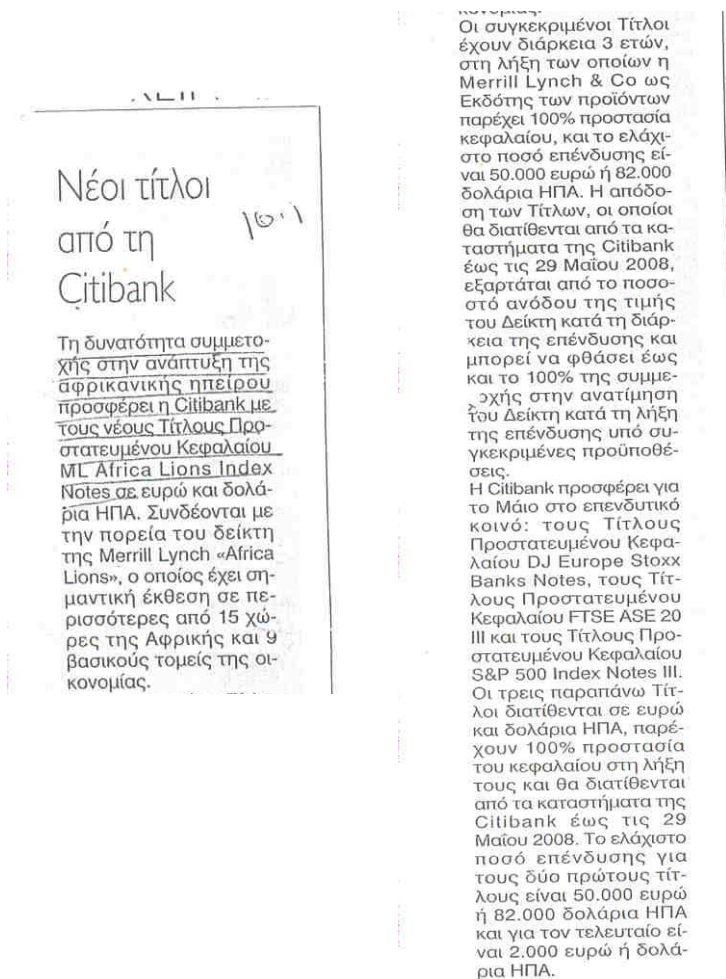 Νέοι τίτλοι
από τη
Citibank
Τη δυνατότητα συμμετο-
χής στην ανάπτυξη της
αφρικανικής ηπείρου
προσφέρει η Citibank με
τους νέους Τίτλους Προ-
στατευμένου Κεφαλαίου
ML Africa Lions Index
Notes σε ευρώ και δολά-
ρια ΗΠΑ. Συνδέονται με
την πορεία του δείκτη
της Merrill Lynch «Africa
Lions», ο οποίος έχει ση-
μαντική έκθεση σε πε-
ρισσότερες από 15 χώ-
ρες της Αφρικής και 9
βασικούς τομείς της οι-
κονομίας.
Οι συγκεκριμένοι Τίτλοι
έχουν διάρκεια 3 ετών,
στη λήξη των οποίων η
Merrill Lynch & Co ως
Εκδότης των προϊόντων
παρέχει 100% προστασία
κεφαλαίου, και το ελάχι-
στο ποσό επένδυσης εί-
ναι 50.000 ευρώ ή 82.000
δολάρια ΗΠΑ. Η απόδο-
ση των Τίτλων, οι οποίοι
θα διατίθενται από τα κα-
ταστήματα της Citibank
έως τις 29 Μαΐου 2008,
εξαρτάται από το ποσο-
στό ανόδου της τιμής
του Δείκτη κατά τη διάρ-
κεια της επένδυσης και
μπορεί να φθάσει έως
και το 100% της συμμε-
οχής στην ανατίμηση
του Δείκτη κατά τη λήξη
της επένδυσης υπό συ-
γκεκριμένες προϋποθέ-
σεις.
Η Citibank προσφέρει για
το Μάιο στο επενδυτικό
κοινό: τους Τίτλους
Προστατευμένου Κεφα-
λαίου DJ Europe Stoxx
Banks Notes, τους Τίτ-
λους Προστατευμένου
Κεφαλαίου FTSE ASE 20
III και τους Τίτλους Προ-
στατευμένου Κεφαλαίου
S&P 500 Index Notes III.
Οι τρεις παραπάνω Τίτ-
λοι διατίθενται σε ευρώ
και δολάρια ΗΠΑ, παρέ-
χουν 100% προστασία
του κεφαλαίου στη λήξη
τους και θα διατίθενται
από τα καταστήματα της
Citibank έως τις 29
Μαΐου 2008. Το ελάχιστο
ποσό επένδυσης για
τους δύο πρώτους τίτ-
λους είναι 50.000 ευρώ
ή 82.000 δολάρια ΗΠΑ
και για τον τελευταίο εί-
ναι 2.000 ευρώ ή δολά-
ρια ΗΠΑ.